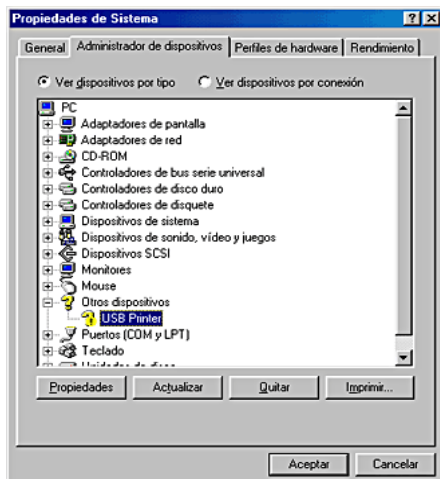 Propiedades de Sistema
General
Administrador de dispositivos
Perfiles de hardware
Rendimiento
Ver dispositivos por tipo
Ver dispositivos por conexión
PC
Adaptadores de pantalla
Adaptadores de red
CD-ROM
Controladores de bus serie universal
Controladores de disco duro
Controladores de disquete
Dispositivos de sistema
Dispositivos de sonido, vídeo y juegos
Dispositivos SCSI
Monitores
Mouse
Otros dispositivos
USB Printer
Puertos (COM y LPT)
Teclado
Unidades de disco
Propiedades
Actualizar
Quitar
Imprimir...
Aceptar
Cancelar